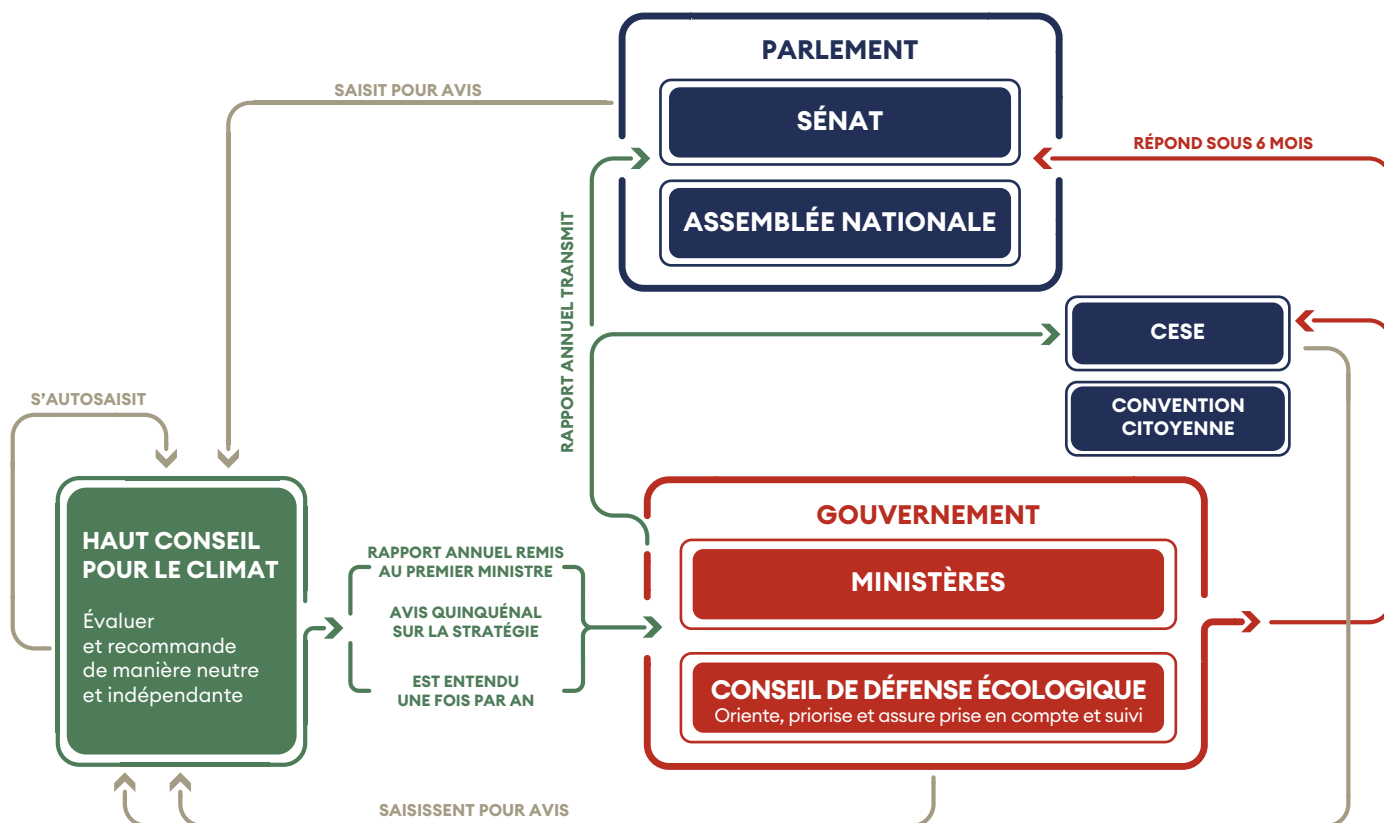 PARLEMENT
SAISIT POUR AVIS
SÉNAT
RÉPOND SOUS 6 MOIS
ASSEMBLÉE NATIONALE
RAPPORT ANNUEL TRANSMIT
CESE
S'AUTOSAISIT
CONVENTION
CITOYENNE
HAUT CONSEIL
POUR LE CLIMAT
Évaluer
et recommande
de manière neutre
et indépendante
RAPPORT ANNUEL REMIS
AU PREMIER MINISTRE
AVIS QUINQUÉNAL
SUR LA STRATÉGIE
EST ENTENDU
UNE FOIS PAR AN
GOUVERNEMENT
MINISTÈRES
CONSEIL DE DÉFENSE ÉCOLOGIQUE
Oriente, priorise et assure prise en compte et suivi
SAISISSENT POUR AVIS